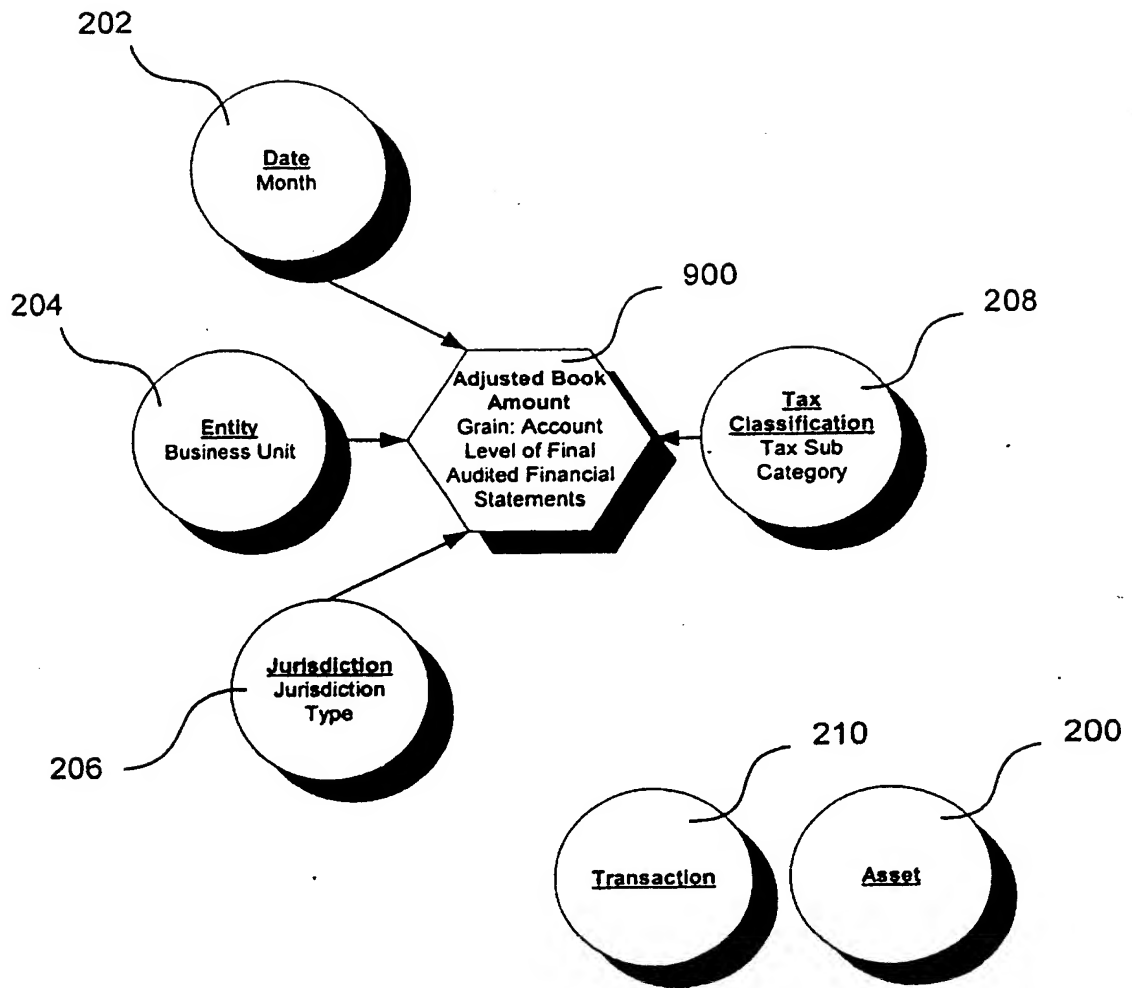 202
Date
Month
900
204
208
Adjusted Book
Amount
Grain: Account
Level of Final
Audited Financial
Statements
Tax
Classification
Tax Sub
Category
Entity
Business Unit
Jurisdiction
Jurisdiction
Type
206
210
200
Transaction
Asset